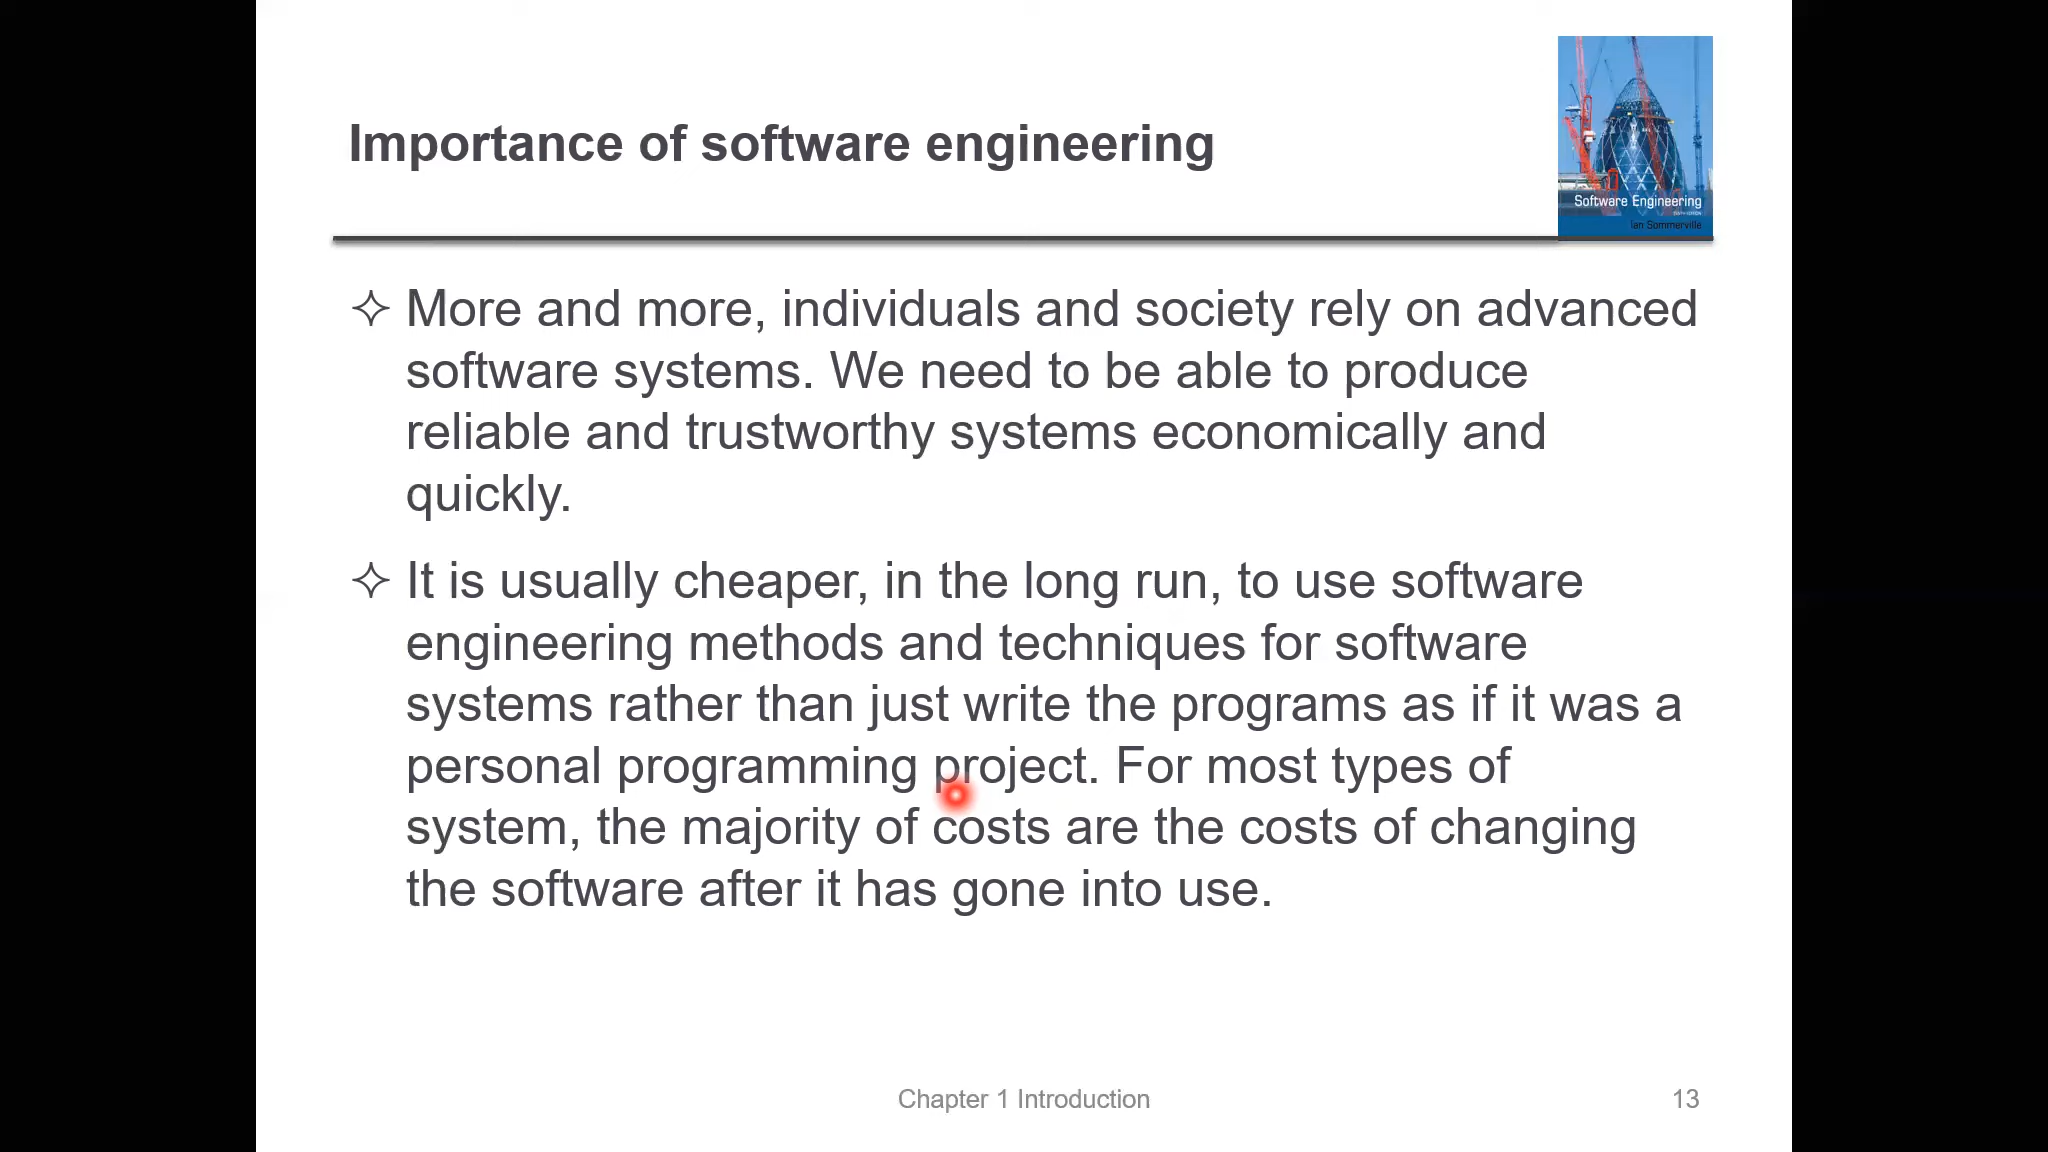 Importance of software engineering
Software Engineering
Ian Sommerville
✧ More and more, individuals and society rely on advanced
software systems. We need to be able to produce
reliable and trustworthy systems economically and
quickly.
✧ It is usually cheaper, in the long run, to use software
engineering methods and techniques for software
systems rather than just write the programs as if it was a
personal programming project. For most types of
system, the majority of costs are the costs of changing
the software after it has gone into use.
Chapter 1 Introduction
13